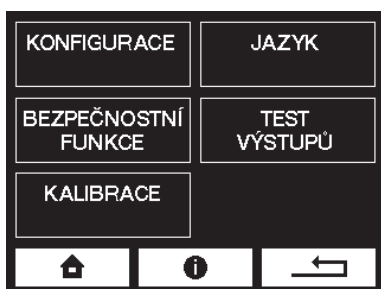 KONFIGURACE
JAZYK
BEZPEČNOSTNÍ
FUNKCE
TEST
VÝSTUPŮ
KALIBRACE